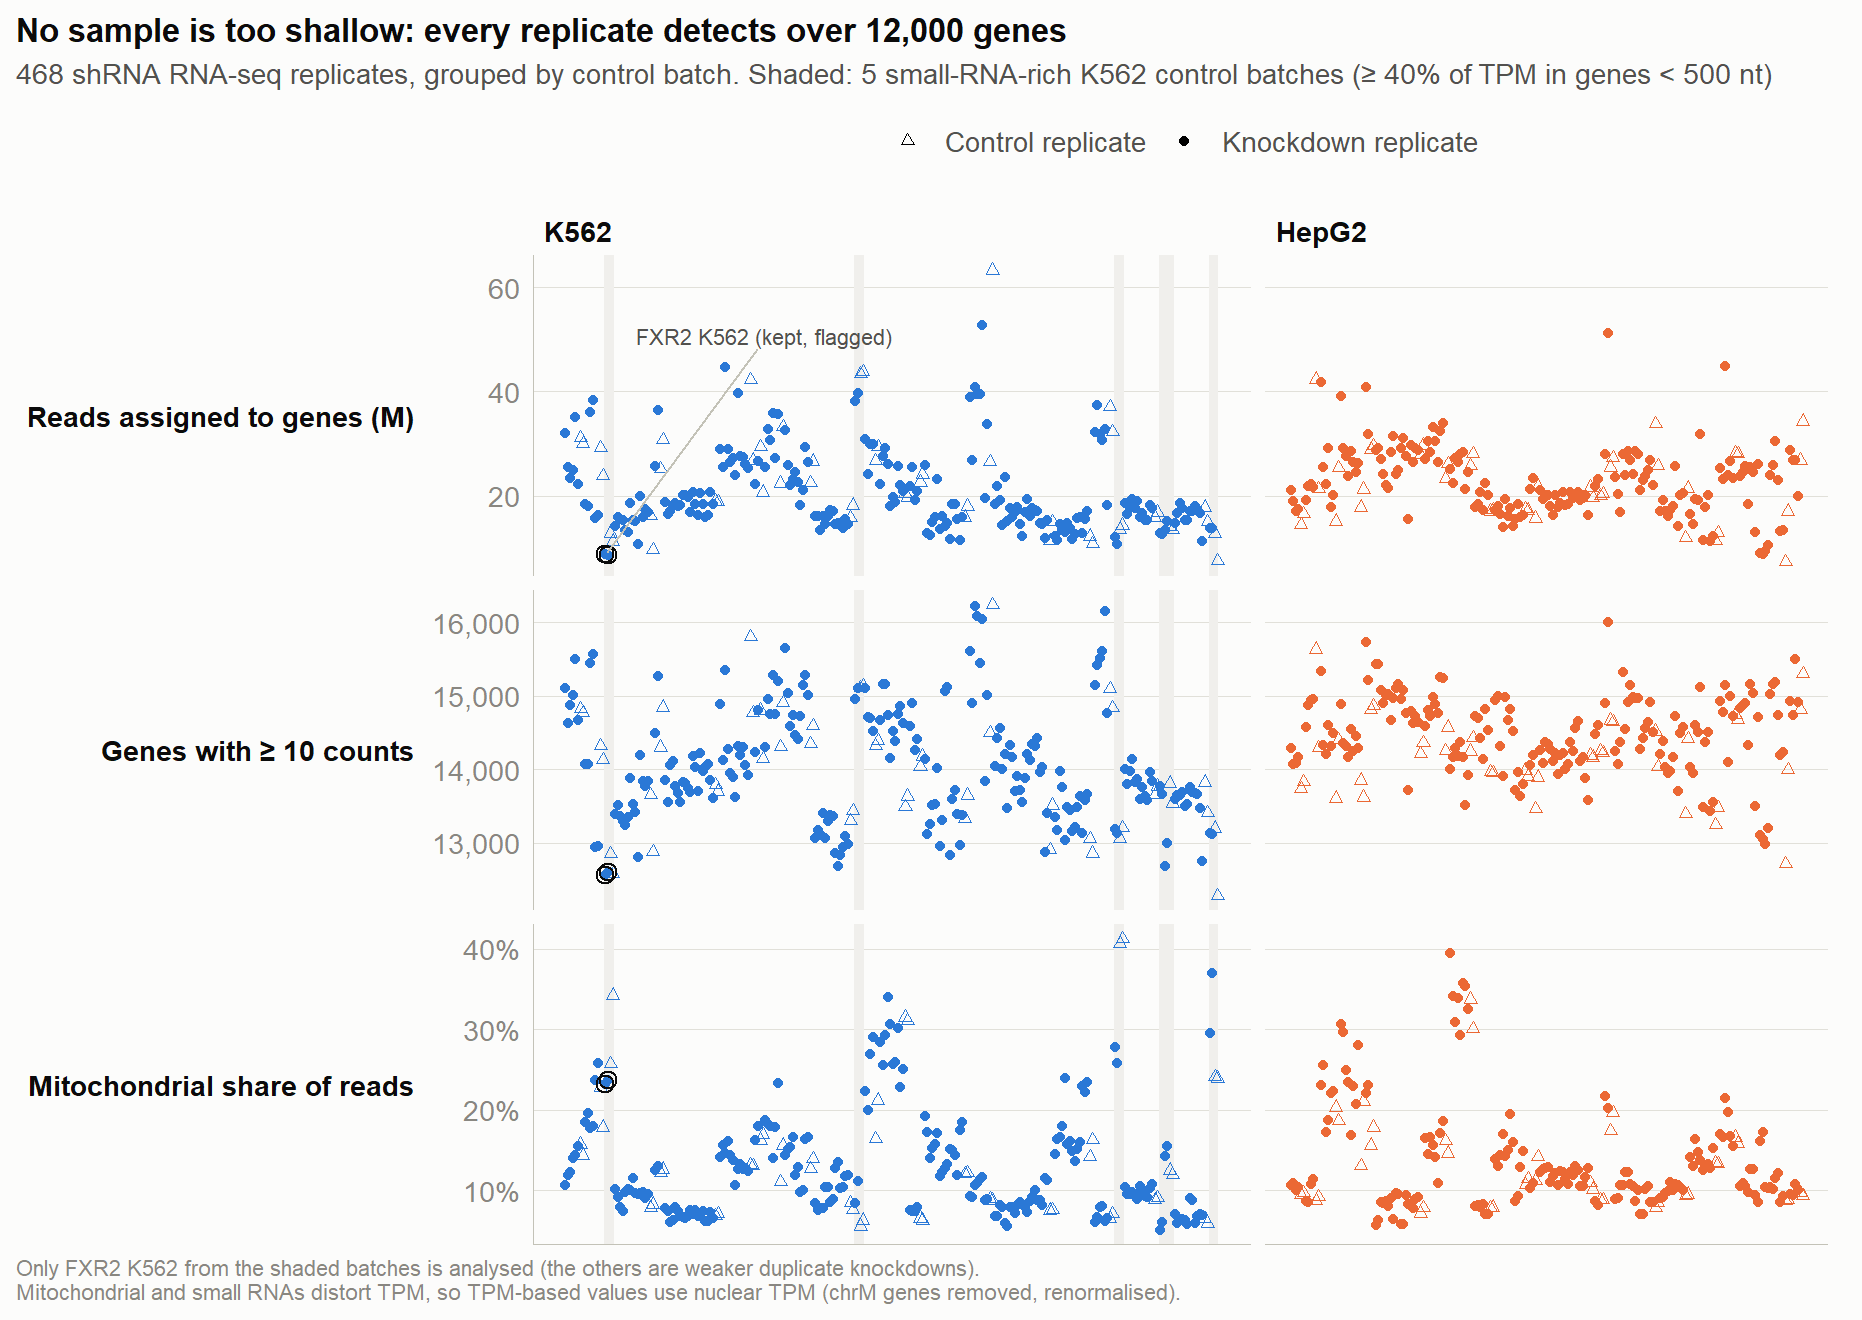 No sample is too shallow: every replicate detects over 12,000 genes
468 shRNA RNA-seq replicates, grouped by control batch. Shaded: 5 small-RNA-rich K562 control batches (≥ 40% of TPM in genes < 500 nt)
Control replicate
Knockdown replicate
K562
HepG2
Reads assigned to genes (M)
60
40
20
FXR2 K562 (kept, flagged)
Genes with ≥ 10 counts
16,000
15,000
14,000
13,000
Mitochondrial share of reads
40%
30%
20%
10%
Only FXR2 K562 from the shaded batches is analysed (the others are weaker duplicate knockdowns).
Mitochondrial and small RNAs distort TPM, so TPM-based values use nuclear TPM (chrM genes removed, renormalised).